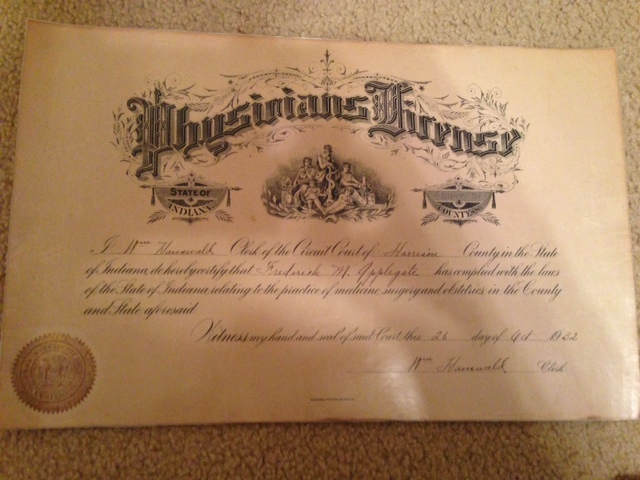 Physicians License
STATE OF INDIANA
COUNTY
I Wm Hauswald Clerk of the Circuit Court of Harrison County in the State
of Indiana, do hereby certify that Frederick M. Applegate has complied with the laws
of the State of Indiana relating to the practice of medicine surgery and obstetrics, in the County
and State aforesaid
Witness my hand and seal of said Court, this 26 day of Oct 1932
Wm Hauswald Clerk